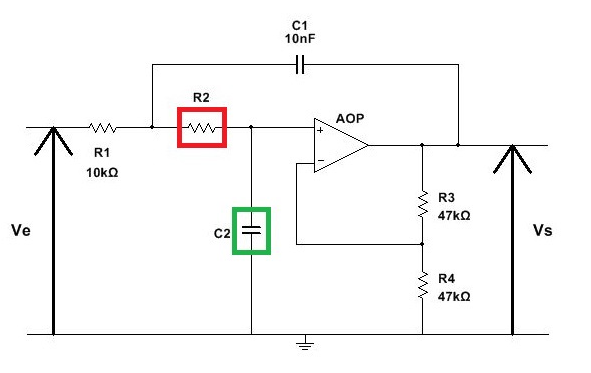 C1
10nF
R2
AOP
+
R1
10kΩ
−
R3
47kΩ
Ve
C2
Vs
R4
47kΩ